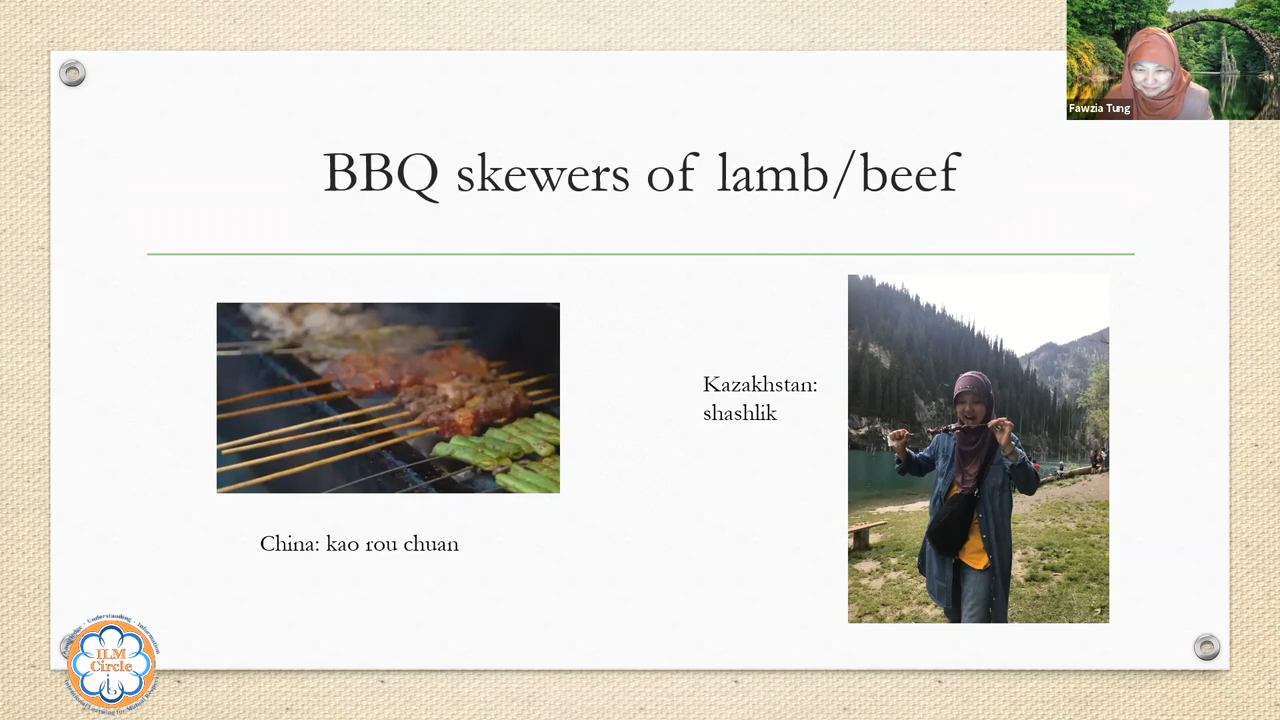 Fawzia Tung
BBQ skewers of lamb/beef
Kazakhstan:
shashlik
China: kao rou chuan
ILM
Circle